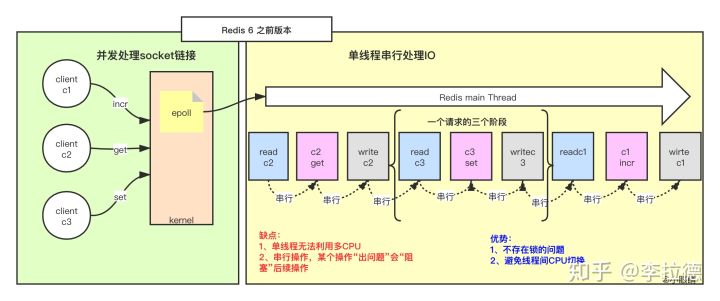 Redis 6 之前版本
并发处理socket链接
client
c1
incr
client
c2
get
client
c3
set
epoll
kernel
单线程串行处理IO
Redis main Thread
一个请求的三个阶段
read
c2
c2
get
write
c2
read
c3
c3
set
writec
3
readc1
c1
incr
wirte
c1
串行
串行
串行
串行
串行
串行
串行
串行
缺点：
1、单线程无法利用多CPU
2、串行操作，某个操作“出问题”会“阻
塞”后续操作
优势：
1、不存在锁的问题
2、避免线程间CPU切换
知乎 @李拉德